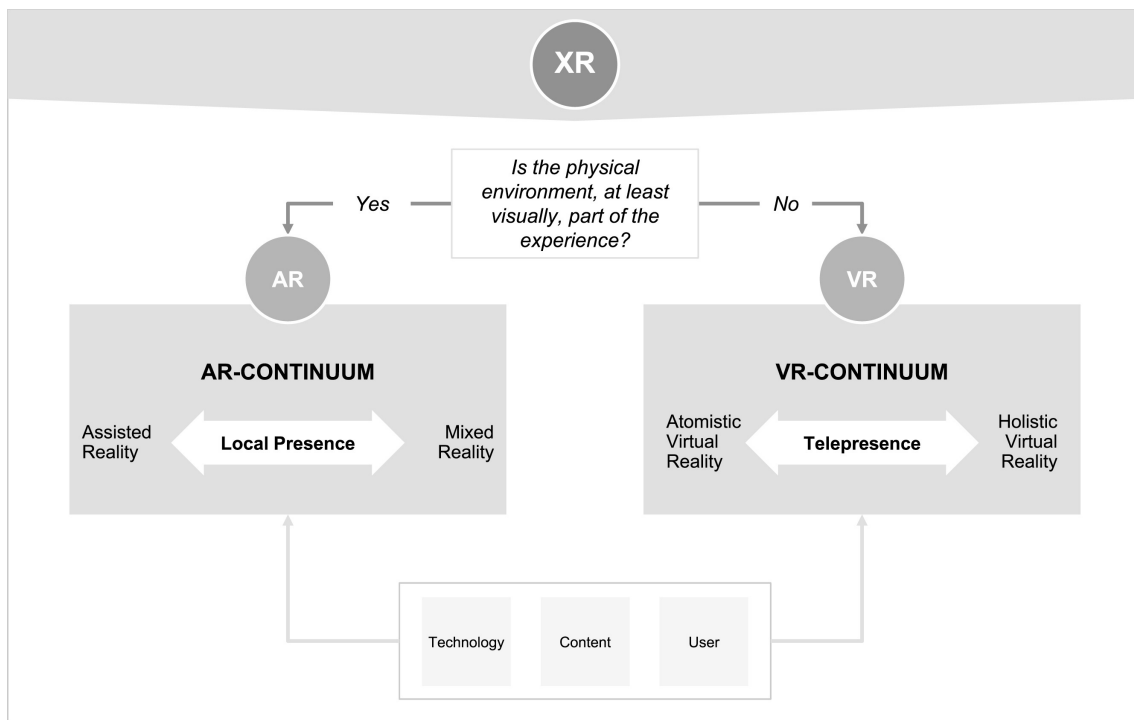 XR
Is the physical
environment, at least
visually, part of the
experience?
Yes
No
AR
VR
AR-CONTINUUM
Assisted
Reality
Local Presence
Mixed
Reality
VR-CONTINUUM
Atomistic
Virtual
Reality
Telepresence
Holistic
Virtual
Reality
Technology
Content
User